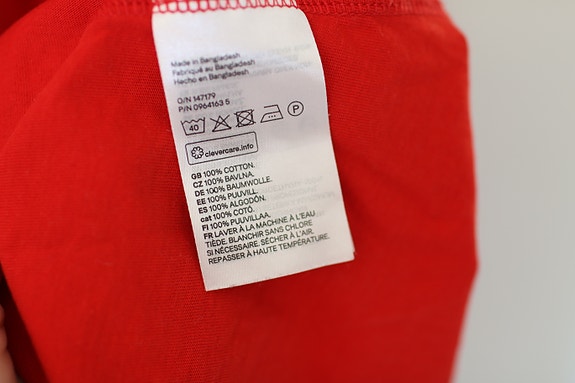 Made in Bangladesh
Fabriqué au Bangladesh
Hecho en Bangladesh
O/N 147179
P/N 0964163 5
40 P
clevercare.info
GB 100% COTTON.
CZ 100% BAVLNA.
DE 100% BAUMWOLLE.
EE 100% PUUVILL.
ES 100% ALGODÓN.
cat 100% COTÓ.
FI 100% PUUVILLAA.
FR LAVER À LA MACHINE À L'EAU
TIÈDE. BLANCHIR SANS CHLORE
SI NÉCESSAIRE. SÉCHER À L'AIR.
REPASSER À HAUTE TEMPÉRATURE.